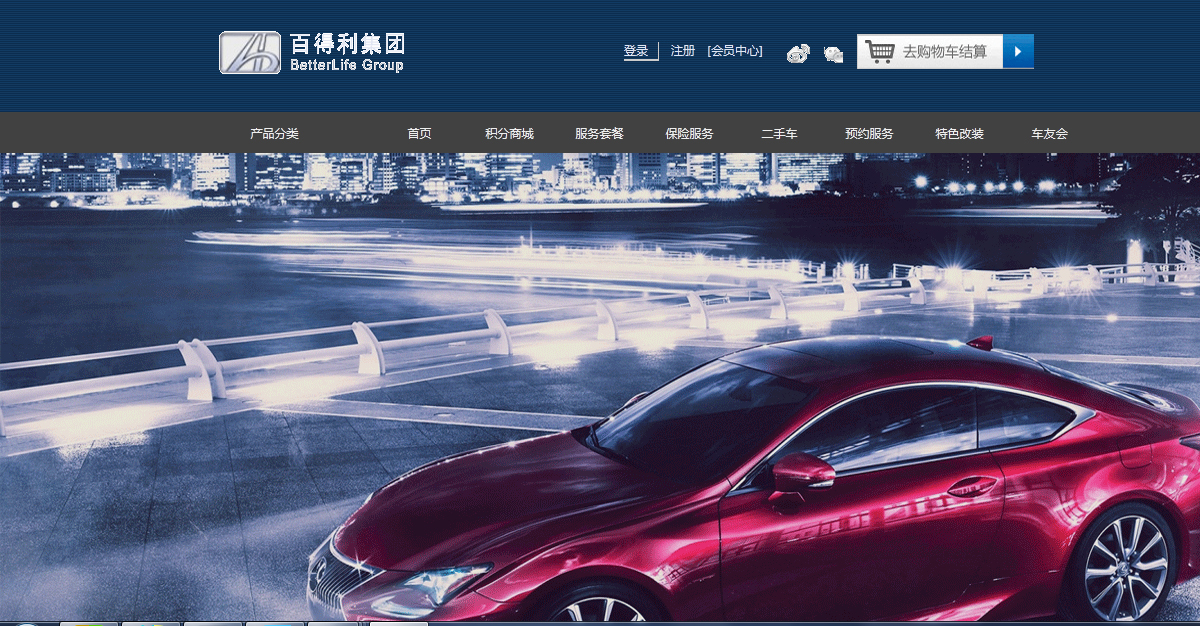 百得利集团
BetterLife Group
登录 注册 [会员中心]
去购物车结算
产品分类 首页 积分商城 服务套餐 保险服务 二手车 预约服务 特色改装 车友会